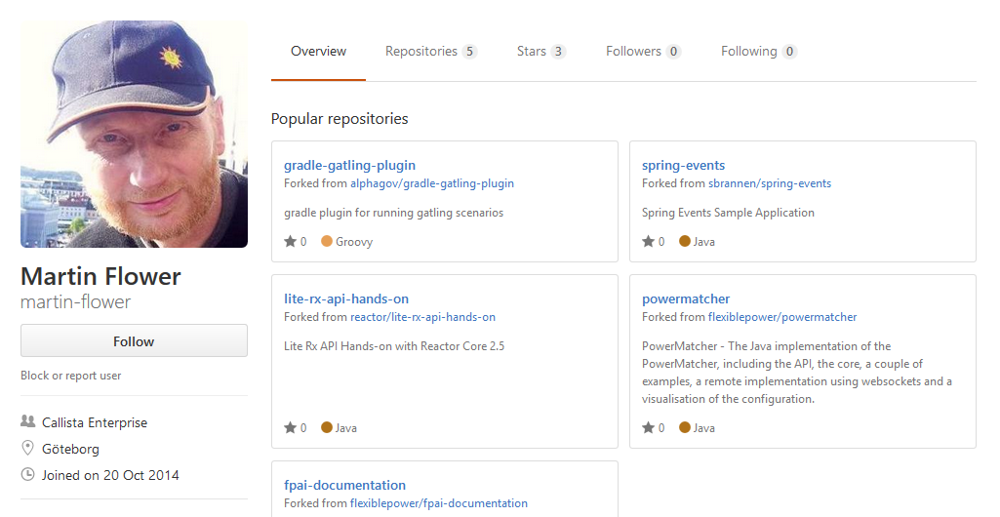 Overview
Repositories 5
Stars 3
Followers 0
Following 0
Popular repositories
gradle-gatling-plugin
Forked from alphagov/gradle-gatling-plugin
gradle plugin for running gatling scenarios
0 Groovy
spring-events
Forked from sbrannen/spring-events
Spring Events Sample Application
0 Java
lite-rx-api-hands-on
Forked from reactor/lite-rx-api-hands-on
Lite Rx API Hands-on with Reactor Core 2.5
0 Java
powermatcher
Forked from flexiblepower/powermatcher
PowerMatcher - The Java implementation of the
PowerMatcher, including the API, the core, a couple of
examples, a remote implementation using websockets and a
visualisation of the configuration.
0 Java
fpai-documentation
Forked from flexiblepower/fpai-documentation
Martin Flower
martin-flower
Follow
Block or report user
Callista Enterprise
Göteborg
Joined on 20 Oct 2014